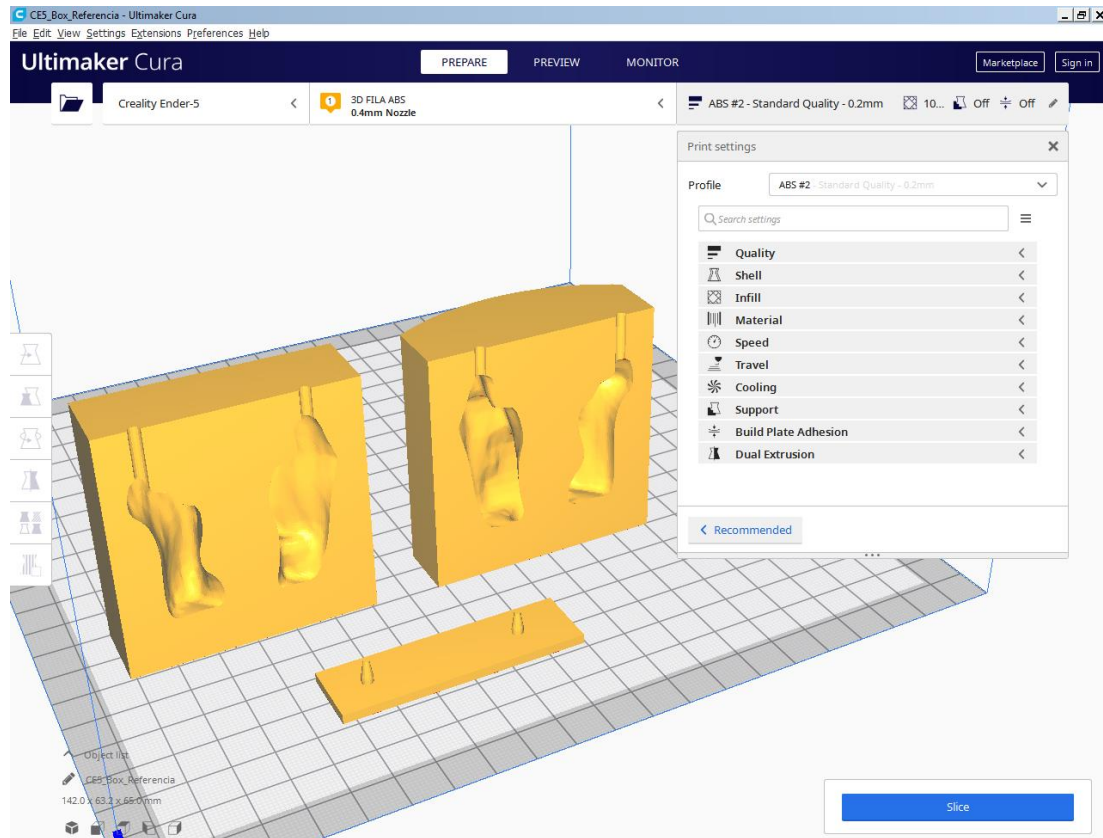 CE5_Box_Referencia - Ultimaker Cura
File Edit View Settings Extensions Preferences Help
Ultimaker Cura PREPARE PREVIEW MONITOR Marketplace Sign in
Creality Ender-5 1 3D FILA ABS ABS #2 - Standard Quality - 0.2mm 10... Off Off
0.4mm Nozzle
Print settings
Profile ABS #2 - Standard Quality - 0.2mm
Search settings
Quality
Shell
Infill
Material
Speed
Travel
Cooling
Support
Build Plate Adhesion
Dual Extrusion
Recommended
Object list
CE5_Box_Referencia
142.0 x 63.2 x 65.0 mm
Slice